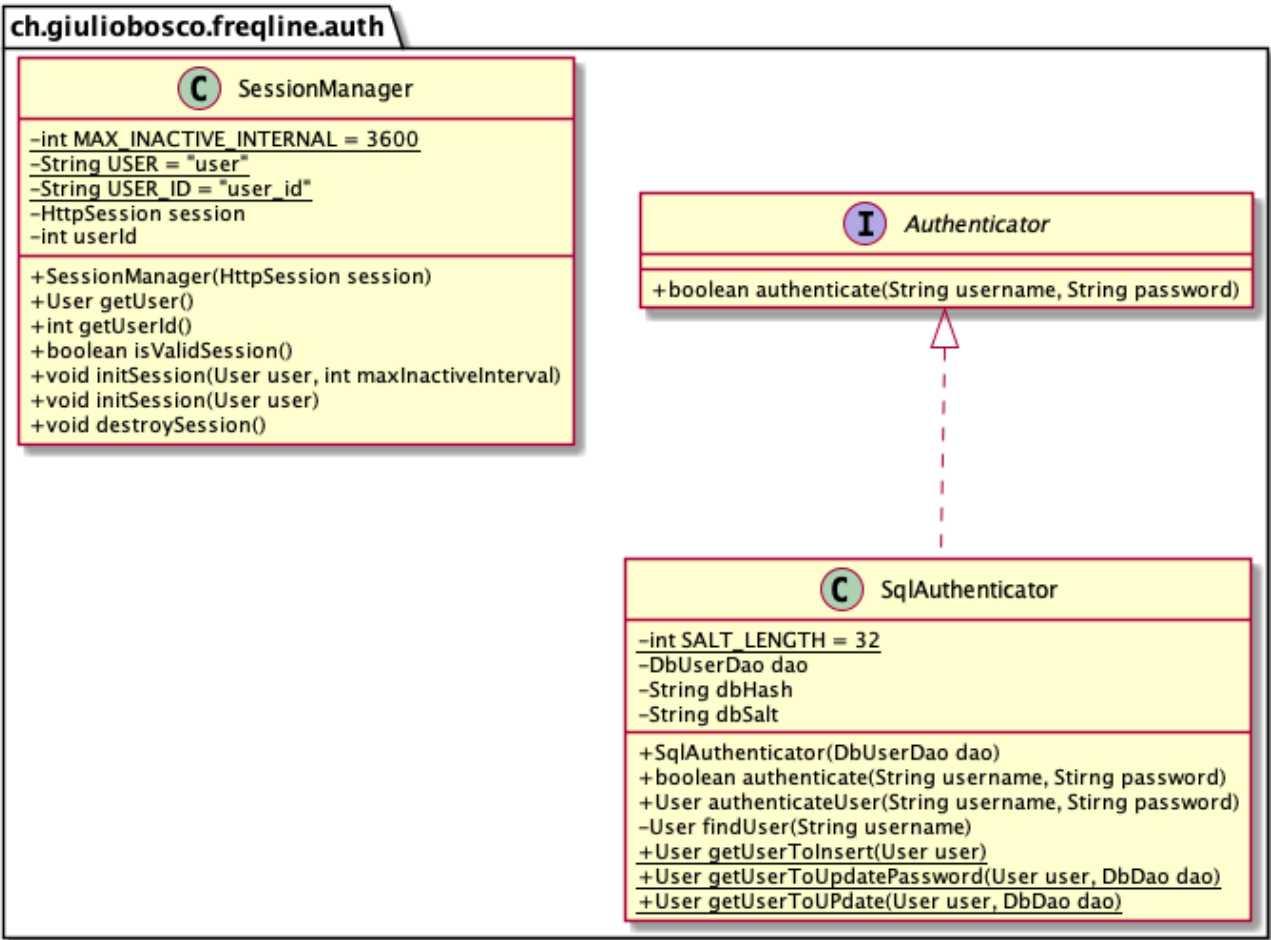 ch.giuliobosco.freqline.auth
C SessionManager
-int MAX_INACTIVE_INTERNAL = 3600
-String USER = "user"
-String USER_ID = "user_id"
-HttpSession session
-int userId
+SessionManager(HttpSession session)
+User getUser()
+int getUserId()
+boolean isValidSession()
+void initSession(User user, int maxInactiveInterval)
+void initSession(User user)
+void destroySession()
I Authenticator
+boolean authenticate(String username, String password)
C SqlAuthenticator
-int SALT_LENGTH = 32
-DbUserDao dao
-String dbHash
-String dbSalt
+SqlAuthenticator(DbUserDao dao)
+boolean authenticate(String username, Stirng password)
+User authenticateUser(String username, Stirng password)
-User findUser(String username)
+User getUserToInsert(User user)
+User getUserToUpdatePassword(User user, DbDao dao)
+User getUserToUPdate(User user, DbDao dao)